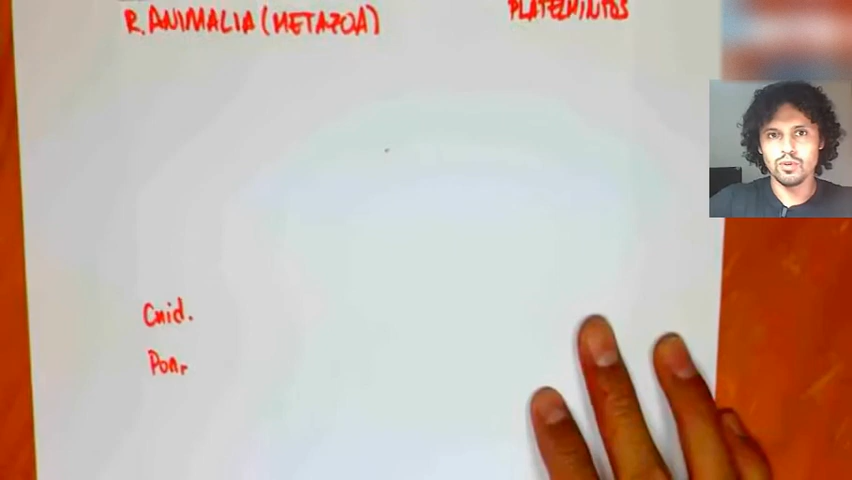 R. ANIMALIA (METAZOA)
PLATELMINTOS
Cnid.
Por.